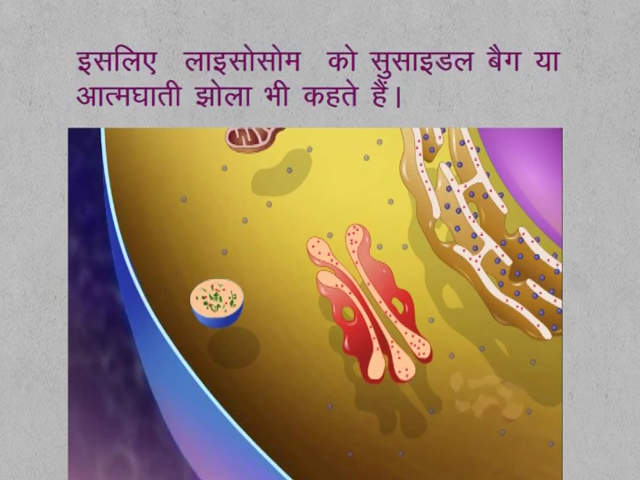 इसलिए लाइसोसोम को सुसाइडल बैग या
आत्मघाती झोला भी कहते हैं।